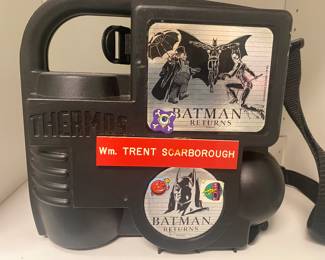 BATMAN
RETURNS
THERMOS
Wm. TRENT SCARBOROUGH
BATMAN
RETURNS